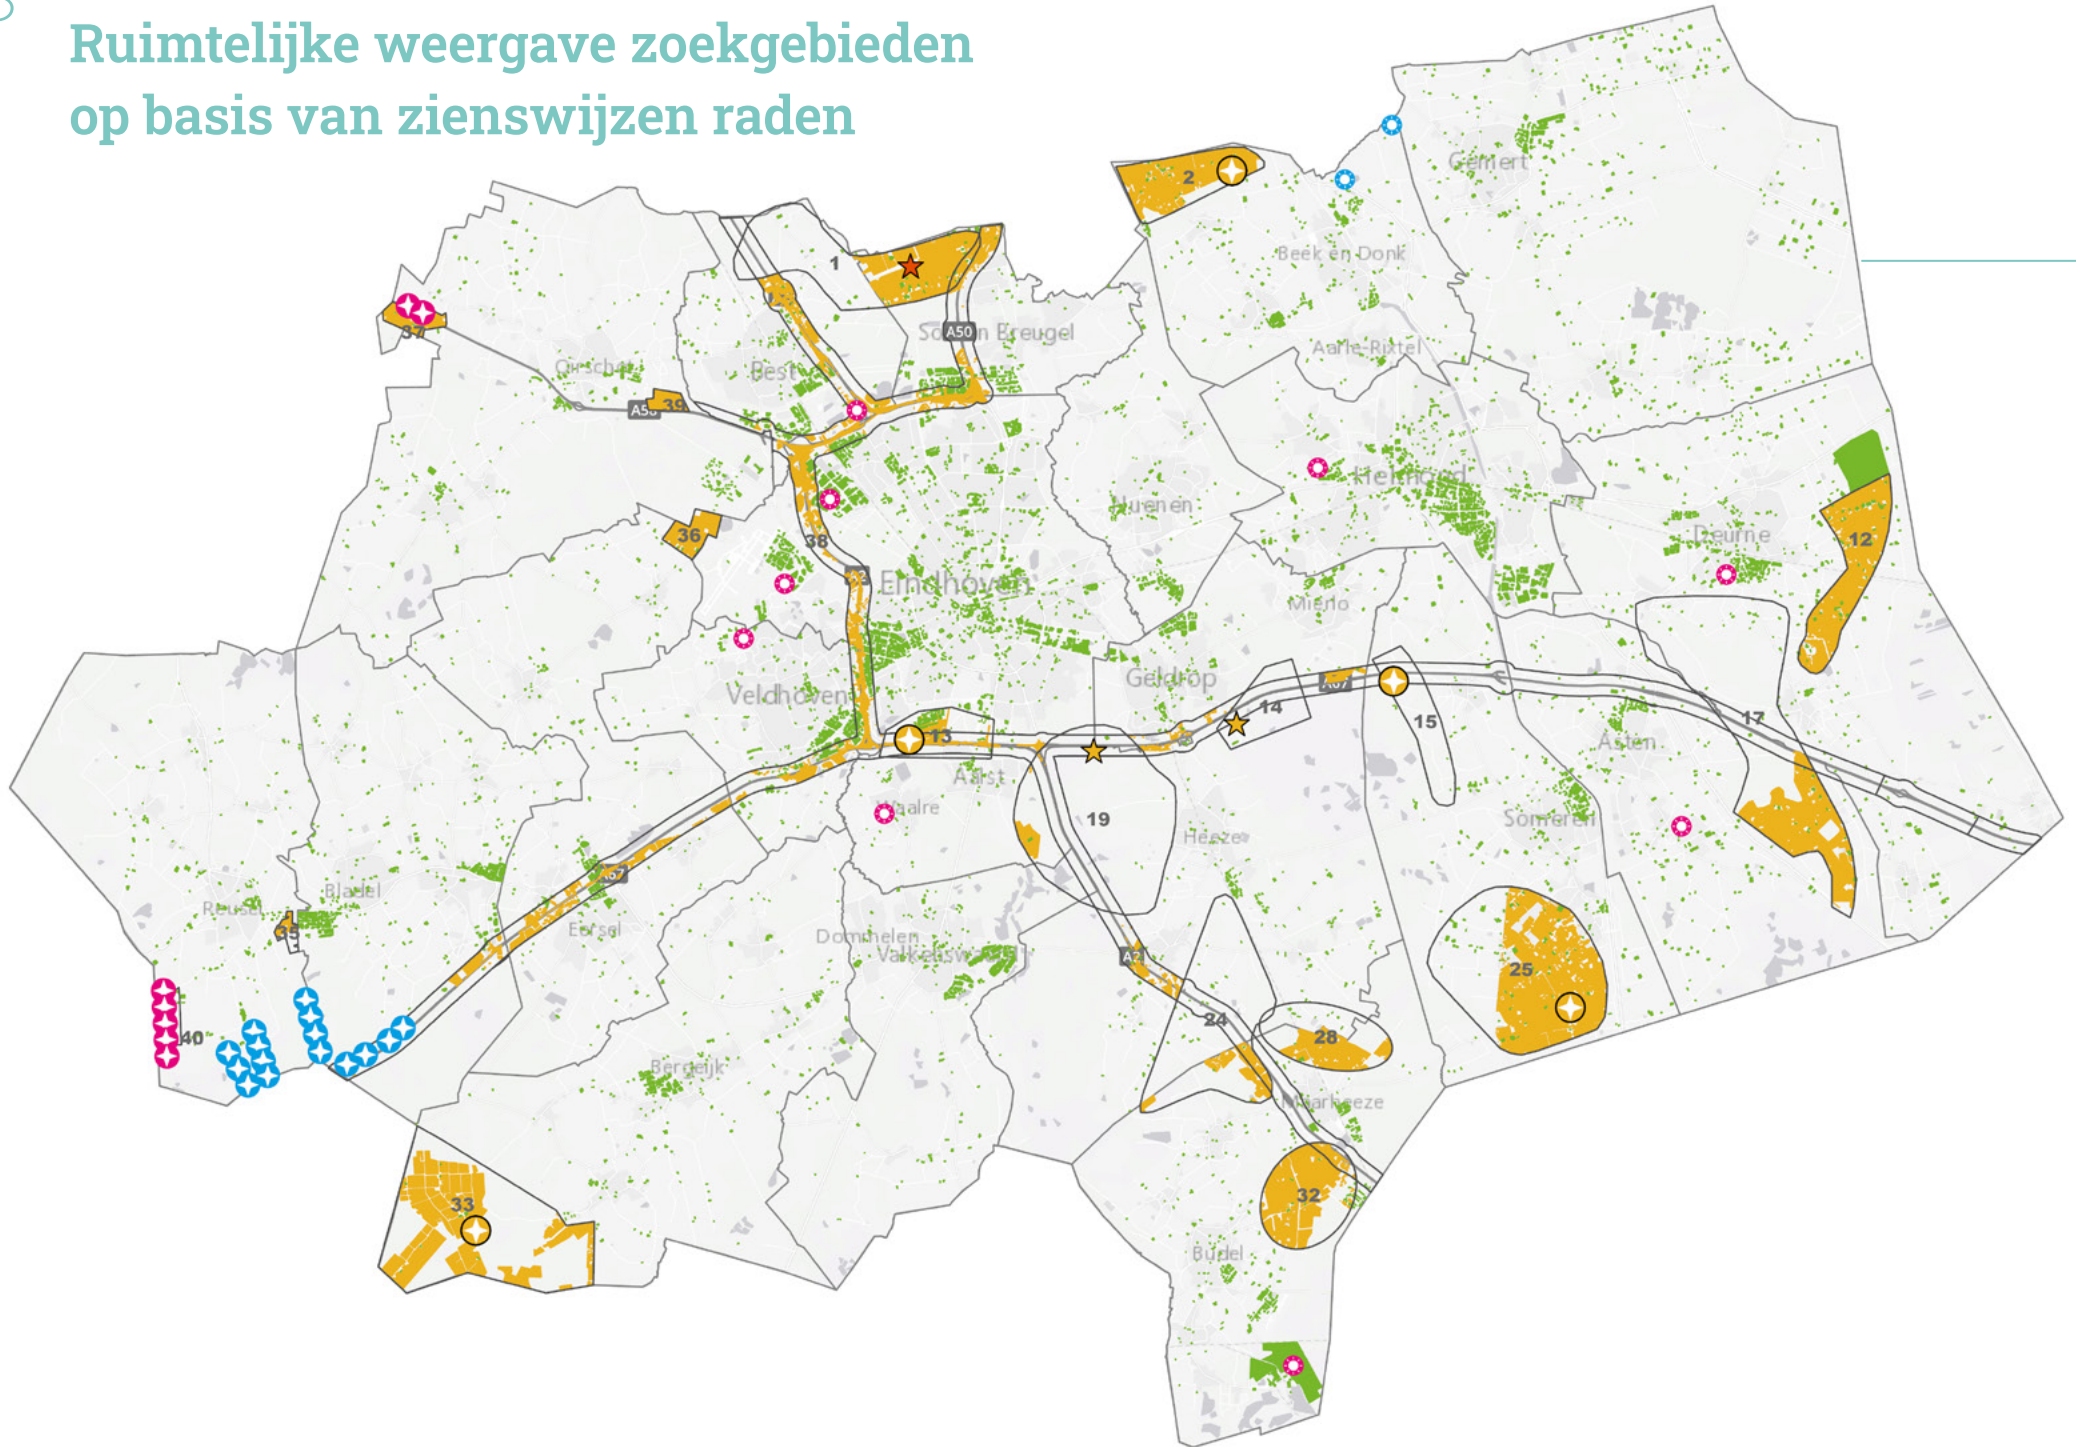 Ruimtelijke weergave zoekgebieden
op basis van zienswijzen raden
Gemert
2
Beek en Donk
1
A50
Son en Breugel
37
Oirschot
Best
Aarle-Rixtel
A58
39
Helmond
Nuenen
36
38
Deurne
12
A2
Eindhoven
Mierlo
Geldrop
A67
Veldhoven
14
15
17
13
Asten
Aalst
Waalre
19
Heeze
Someren
A67
Bladel
Reusel
35
Eersel
Dommelen
Valkenswaard
A2
25
24
28
40
Bergeijk
Maarheeze
33
32
Budel